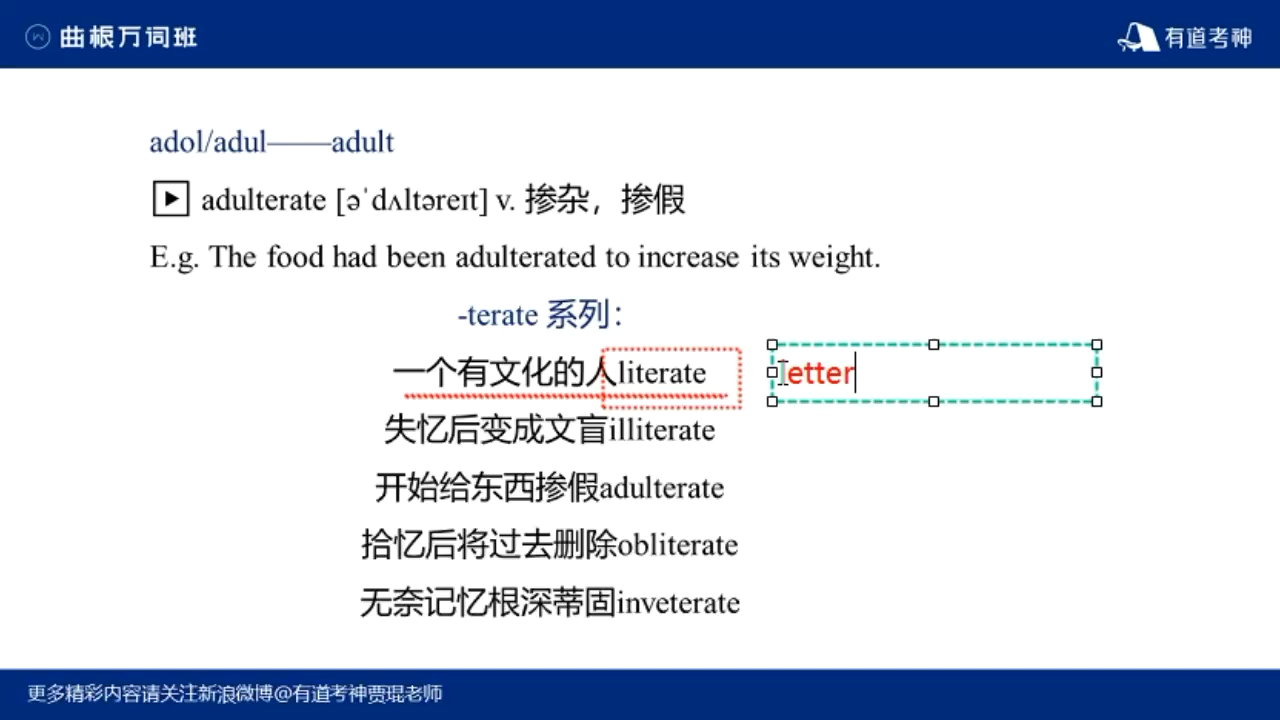 曲根万词班
有道考神
adol/adul——adult
adulterate [əˈdʌltəreɪt] v. 掺杂，掺假
E.g. The food had been adulterated to increase its weight.
-terate 系列：
一个有文化的人literate
letter
失忆后变成文盲illiterate
开始给东西掺假adulterate
拾忆后将过去删除obliterate
无奈记忆根深蒂固inveterate
更多精彩内容请关注新浪微博@有道考神贾琨老师